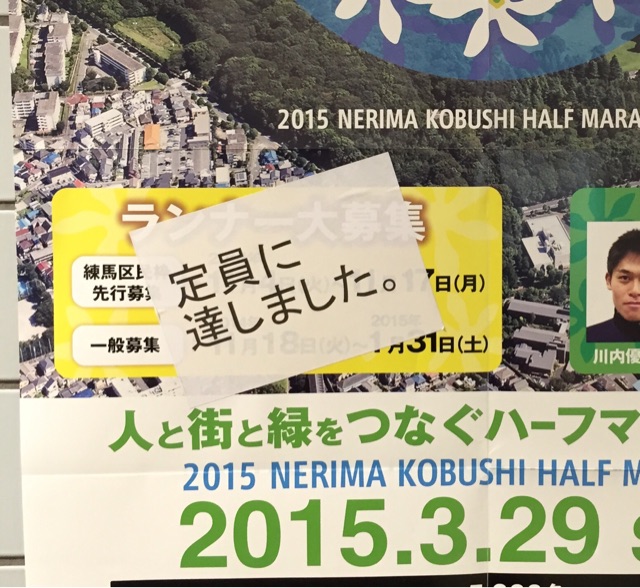 2015 NERIMA KOBUSHI HALF MARA
ランナー大募集
練馬区民
先行募集
17日(月)
定員に
達しました。
一般募集
2015年
11月18日(火)~1月31日(土)
川内優
人と街と緑をつなぐハーフマ
2015 NERIMA KOBUSHI HALF M
2015.3.29